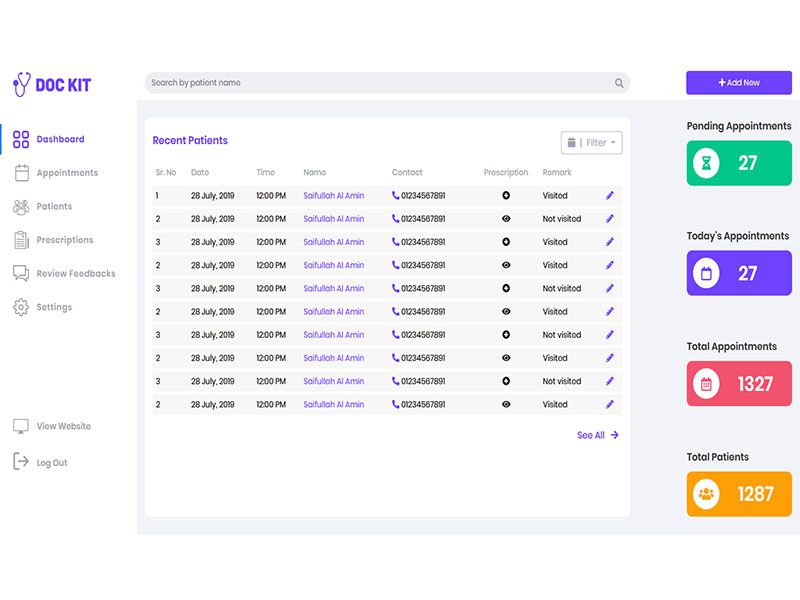 DOC KIT
Search by patient name
+ Add New
Dashboard
Appointments
Patients
Prescriptions
Review Feedbacks
Settings
View Website
Log Out
Recent Patients
| Filter
Sr. No Date Time Name Contact Prescription Remark
1 28 July, 2019 12:00 PM Saifullah Al Amin 01234567891 Visited
2 28 July, 2019 12:00 PM Saifullah Al Amin 01234567891 Not visited
3 28 July, 2019 12:00 PM Saifullah Al Amin 01234567891 Visited
2 28 July, 2019 12:00 PM Saifullah Al Amin 01234567891 Visited
3 28 July, 2019 12:00 PM Saifullah Al Amin 01234567891 Not visited
2 28 July, 2019 12:00 PM Saifullah Al Amin 01234567891 Visited
3 28 July, 2019 12:00 PM Saifullah Al Amin 01234567891 Not visited
2 28 July, 2019 12:00 PM Saifullah Al Amin 01234567891 Visited
3 28 July, 2019 12:00 PM Saifullah Al Amin 01234567891 Not visited
2 28 July, 2019 12:00 PM Saifullah Al Amin 01234567891 Visited
See All
Pending Appointments
27
Today's Appointments
27
Total Appointments
1327
Total Patients
1287